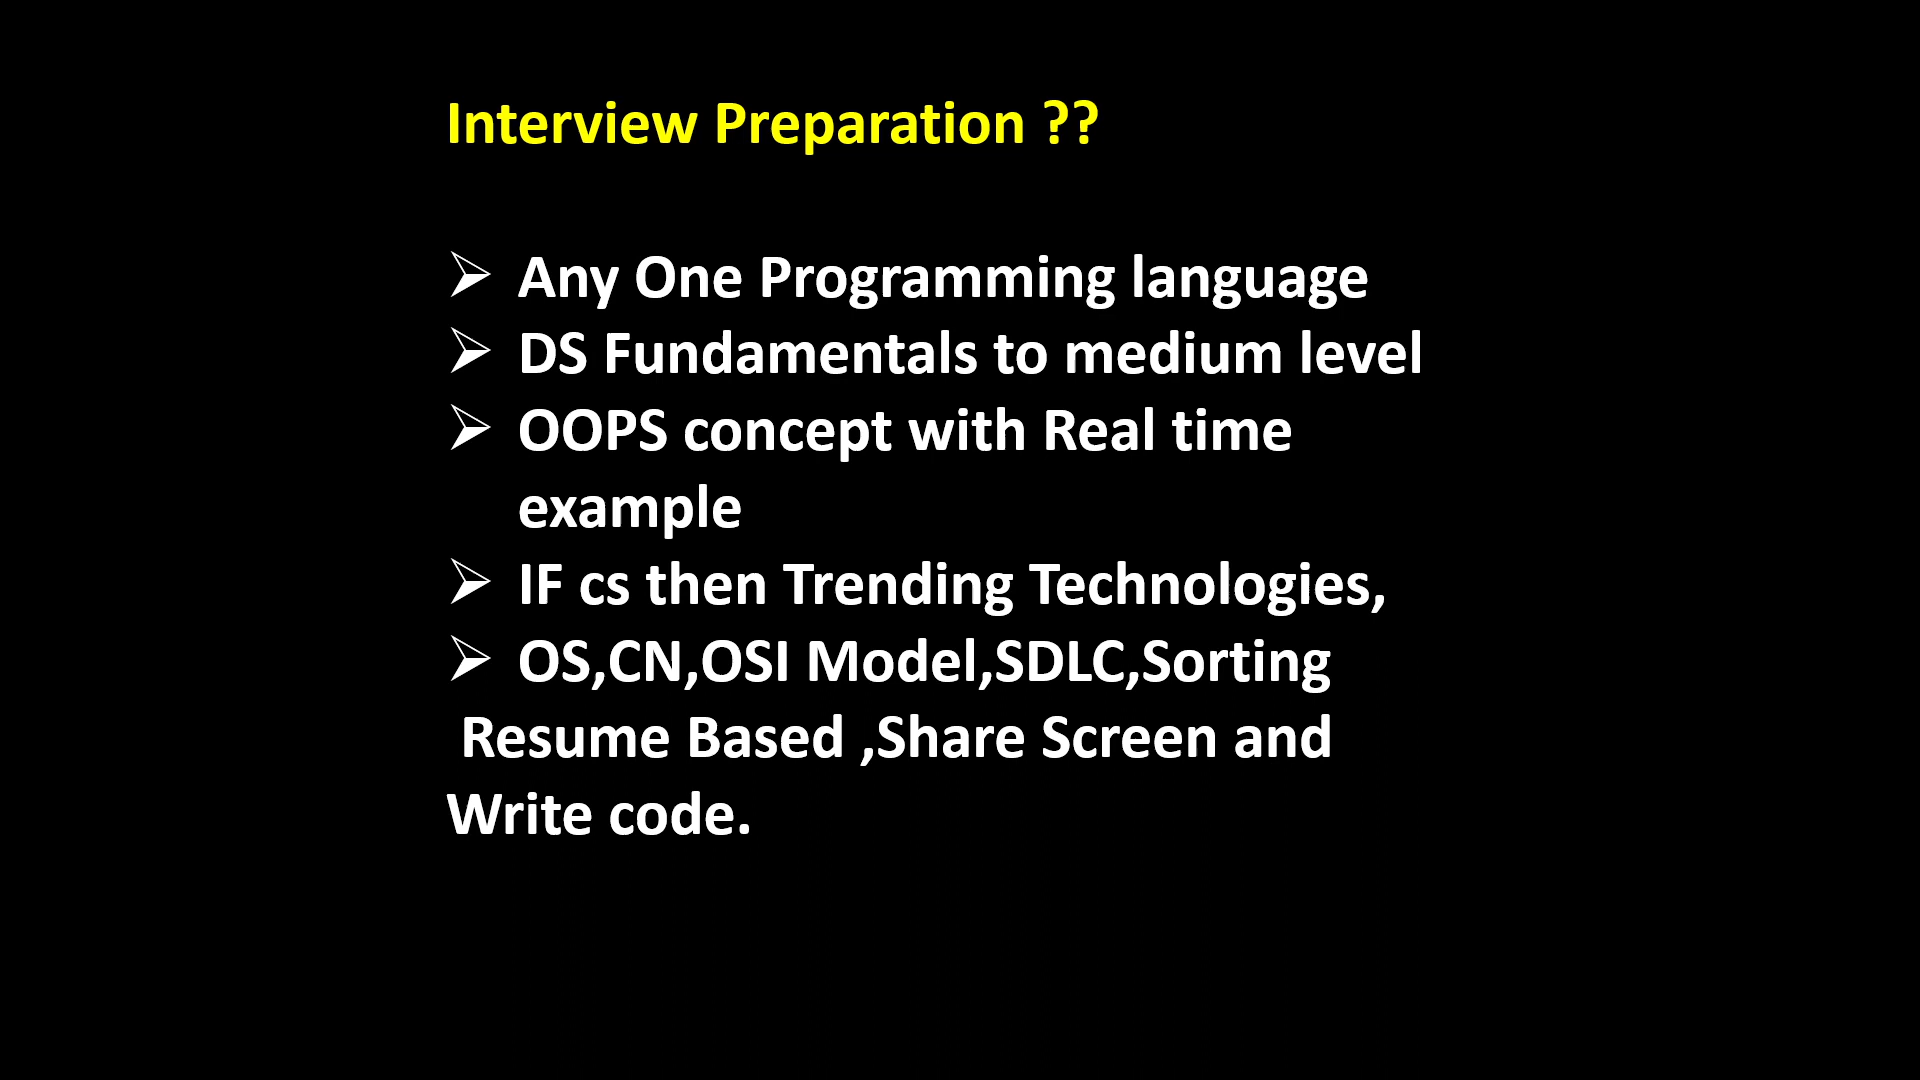 Interview Preparation ??
➢ Any One Programming language
➢ DS Fundamentals to medium level
➢ OOPS concept with Real time
example
➢ IF cs then Trending Technologies,
➢ OS,CN,OSI Model,SDLC,Sorting
Resume Based ,Share Screen and
Write code.